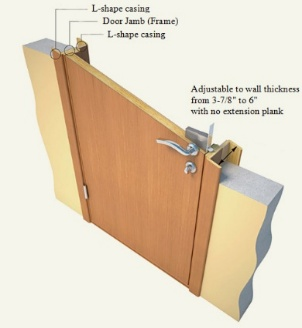 L-shape casing
Door Jamb (Frame)
L-shape casing
Adjustable to wall thickness
from 3-7/8" to 6"
with no extension plank